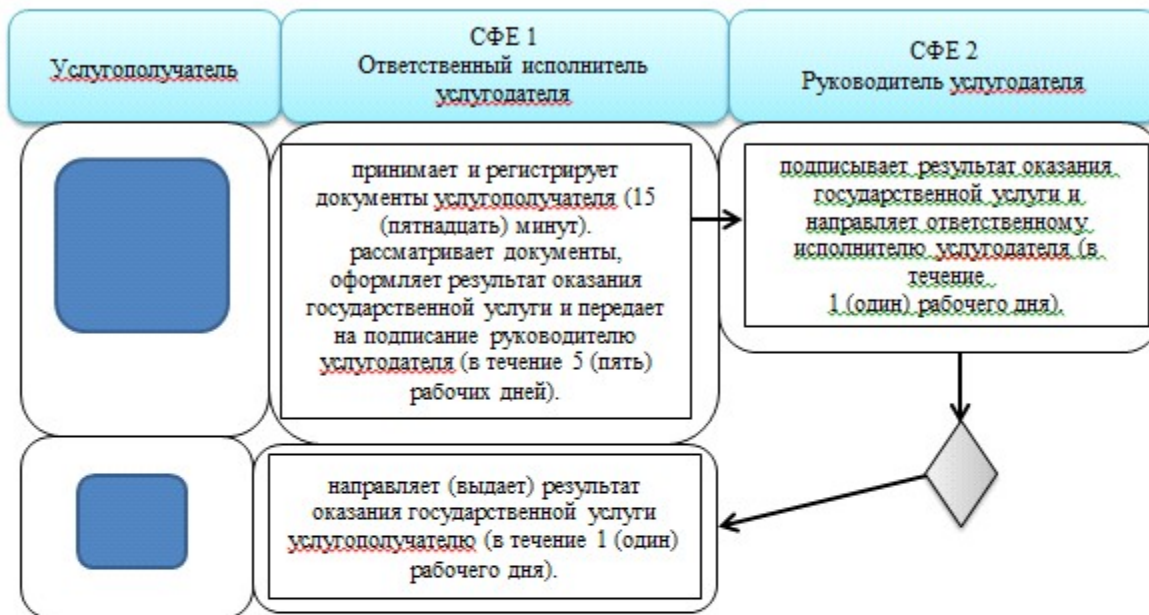 Услугополучатель
СФЕ 1
Ответственный исполнитель
услугодателя
СФЕ 2
Руководитель услугодателя
принимает и регистрирует
документы услугополучателя (15
(пятнадцать) минут).
рассматривает документы,
оформляет результат оказания
государственной услуги и передает
на подписание руководителю
услугодателя (в течение 5 (пять)
рабочих дней).
подписывает результат оказания
государственной услуги и
направляет ответственному
исполнителю услугодателя (в
течение
1 (один) рабочего дня).
направляет (выдает) результат
оказания государственной услуги
услугополучателю (в течение 1 (один)
рабочего дня).